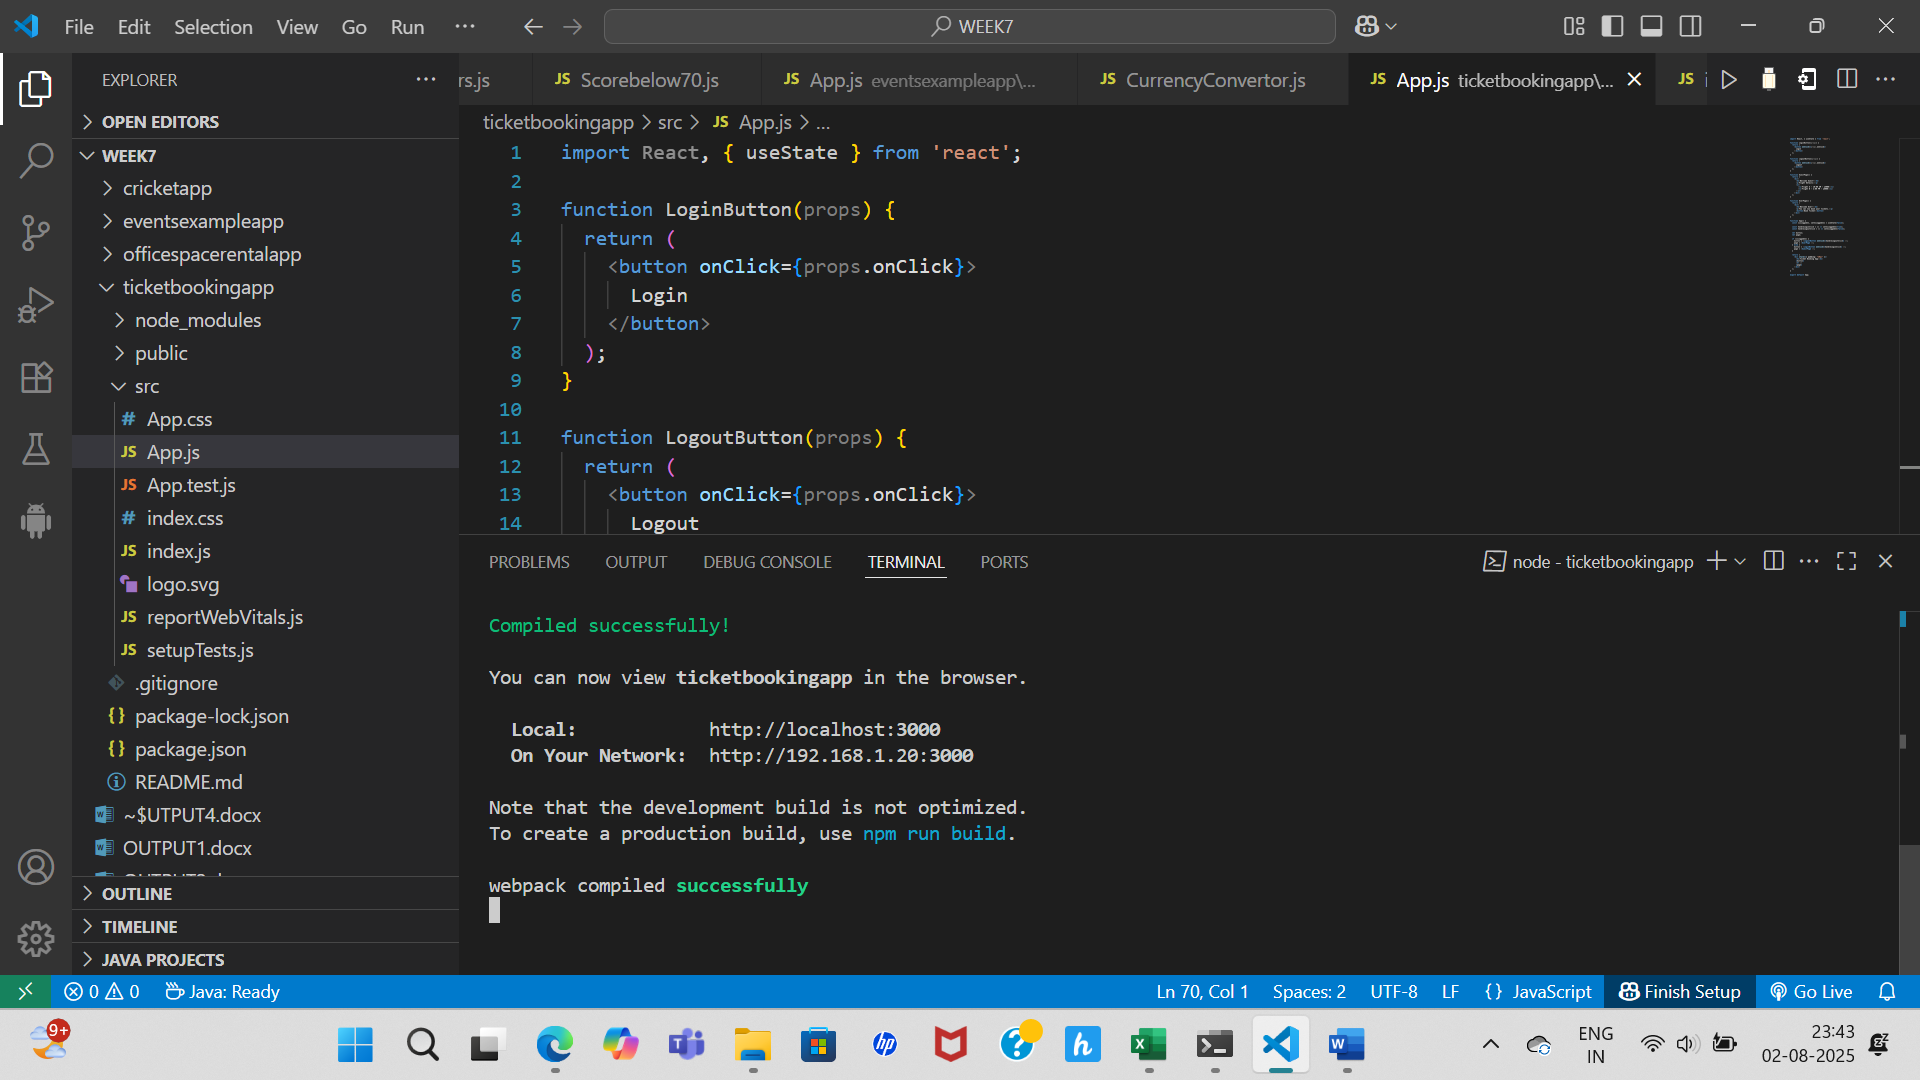 File Edit Selection View Go Run ··· WEEK7
EXPLORER
rs.js Scorebelow70.js App.js eventsexampleapp\... CurrencyConvertor.js App.js ticketbookingapp\... JS
OPEN EDITORS
WEEK7
cricketapp
eventsexampleapp
officespacerentalapp
ticketbookingapp
node_modules
public
src
# App.css
JS App.js
JS App.test.js
# index.css
JS index.js
logo.svg
JS reportWebVitals.js
JS setupTests.js
.gitignore
{} package-lock.json
{} package.json
README.md
~$UTPUT4.docx
OUTPUT1.docx
OUTLINE
TIMELINE
JAVA PROJECTS
ticketbookingapp > src > JS App.js > ...
1 import React, { useState } from 'react';
2
3 function LoginButton(props) {
4 return (
5 <button onClick={props.onClick}>
6 Login
7 </button>
8 );
9 }
10
11 function LogoutButton(props) {
12 return (
13 <button onClick={props.onClick}>
14 Logout
PROBLEMS OUTPUT DEBUG CONSOLE TERMINAL PORTS node - ticketbookingapp
Compiled successfully!
You can now view ticketbookingapp in the browser.
Local: http://localhost:3000
On Your Network: http://192.168.1.20:3000
Note that the development build is not optimized.
To create a production build, use npm run build.
webpack compiled successfully
0 0 Java: Ready Ln 70, Col 1 Spaces: 2 UTF-8 LF {} JavaScript Finish Setup Go Live
9+ hp ENG
IN
23:43
02-08-2025